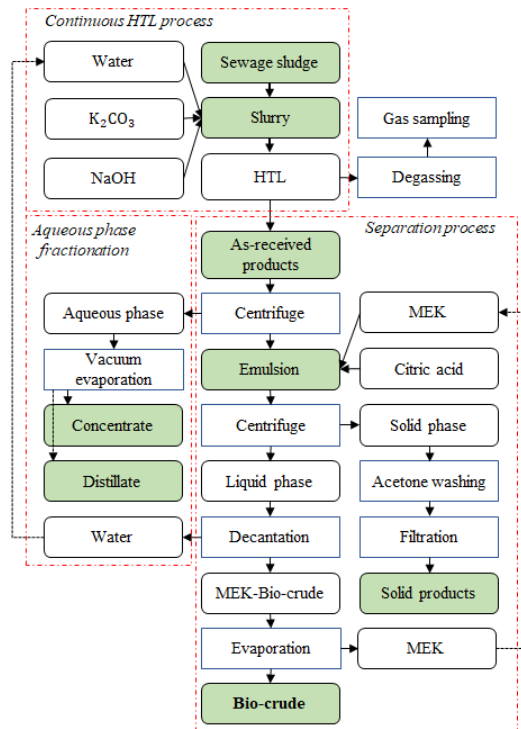 Continuous HTL process
Water
Sewage sludge
K₂CO₃
Slurry
Gas sampling
NaOH
HTL
Degassing
Aqueous phase
fractionation
Separation process
As-received
products
Aqueous phase
Centrifuge
MEK
Vacuum
evaporation
Emulsion
Citric acid
Concentrate
Centrifuge
Solid phase
Distillate
Liquid phase
Acetone washing
Water
Decantation
Filtration
MEK-Bio-crude
Solid products
Evaporation
MEK
Bio-crude